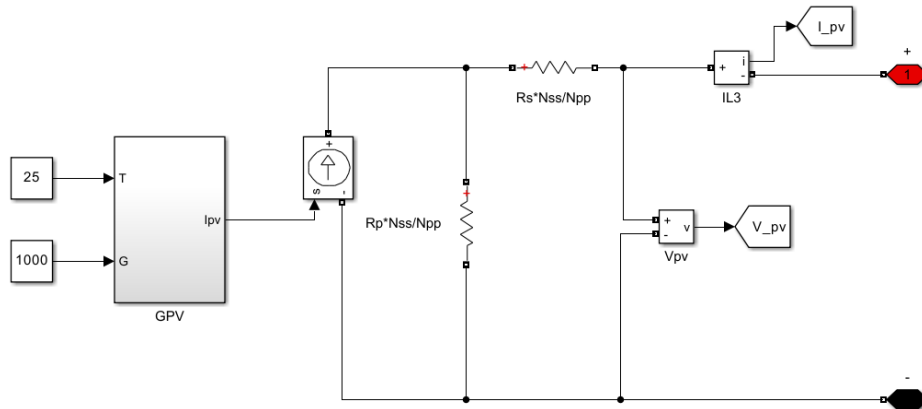 I_pv
+
+
i
-
1
Rs*Nss/Npp
IL3
+
25
T
s
-
Ipv
+
Rp*Nss/Npp
+
-
v
V_pv
1000
G
Vpv
GPV
-